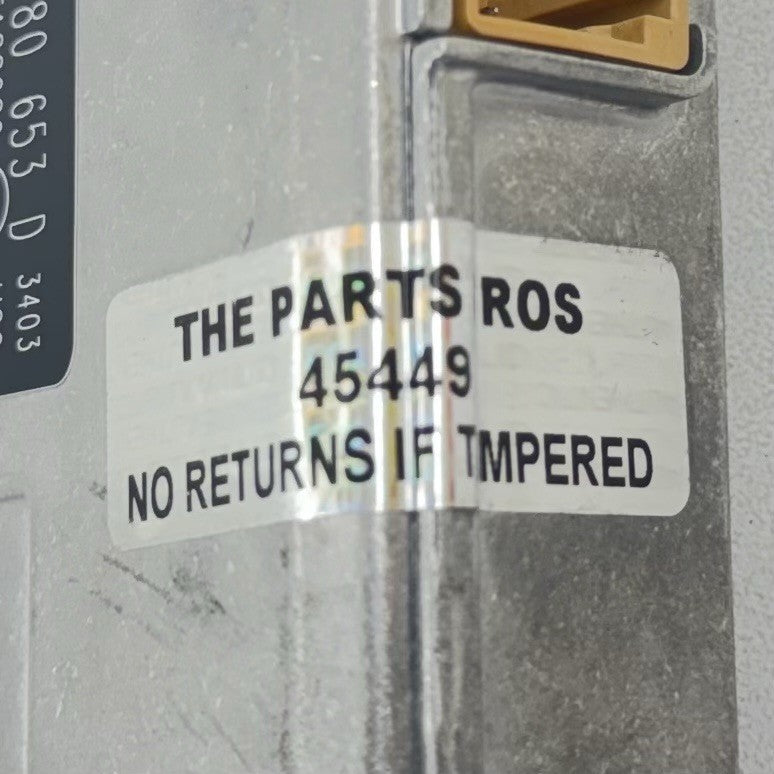 80 653 D
3403
THE PARTS ROS
45449
NO RETURNS IF TMPERED